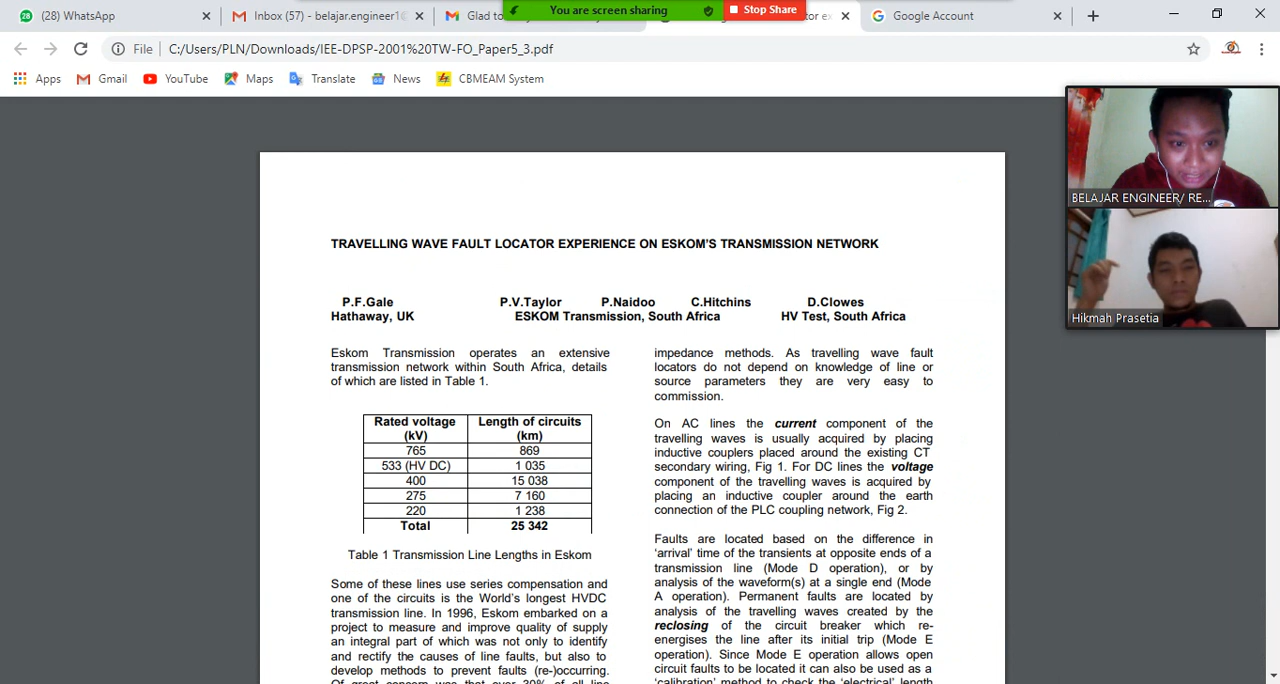 (28) WhatsApp
Inbox (57) - belajar.engineer1@
Glad to
You are screen sharing
Stop Share
Google Account
File
C:/Users/PLN/Downloads/IEE-DPSP-2001%20TW-FO_Paper5_3.pdf
Apps
Gmail
YouTube
Maps
Translate
News
CBMEAM System
TRAVELLING WAVE FAULT LOCATOR EXPERIENCE ON ESKOM'S TRANSMISSION NETWORK
P.F.Gale P.V.Taylor P.Naidoo C.Hitchins D.Clowes
Hathaway, UK ESKOM Transmission, South Africa HV Test, South Africa
Eskom Transmission operates an extensive
transmission network within South Africa, details
of which are listed in Table 1.
Rated voltage Length of circuits
(kV) (km)
765 869
533 (HV DC) 1 035
400 15 038
275 7 160
220 1 238
Total 25 342
Table 1 Transmission Line Lengths in Eskom
Some of these lines use series compensation and
one of the circuits is the World's longest HVDC
transmission line. In 1996, Eskom embarked on a
project to measure and improve quality of supply
an integral part of which was not only to identify
and rectify the causes of line faults, but also to
develop methods to prevent faults (re-)occurring.
Of great concern was that over 30% of all line
impedance methods. As travelling wave fault
locators do not depend on knowledge of line or
source parameters they are very easy to
commission.
On AC lines the current component of the
travelling waves is usually acquired by placing
inductive couplers placed around the existing CT
secondary wiring, Fig 1. For DC lines the voltage
component of the travelling waves is acquired by
placing an inductive coupler around the earth
connection of the PLC coupling network, Fig 2.
Faults are located based on the difference in
'arrival' time of the transients at opposite ends of a
transmission line (Mode D operation), or by
analysis of the waveform(s) at a single end (Mode
A operation). Permanent faults are located by
analysis of the travelling waves created by the
reclosing of the circuit breaker which re-
energises the line after its initial trip (Mode E
operation). Since Mode E operation allows open
circuit faults to be located it can also be used as a
'calibration' method to check the 'electrical' length
BELAJAR ENGINEER/ RE...
Hikmah Prasetia